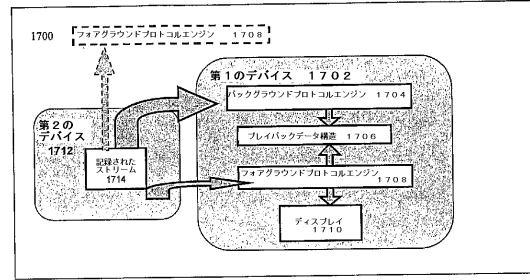 1700
フォアグラウンドプロトコルエンジン 1708
第1のデバイス 1702
バックグラウンドプロトコルエンジン 1704
プレイバックデータ構造 1706
フォアグラウンドプロトコルエンジン
1708
ディスプレイ
1710
第2の
デバイス
1712
記録された
ストリーム
1714